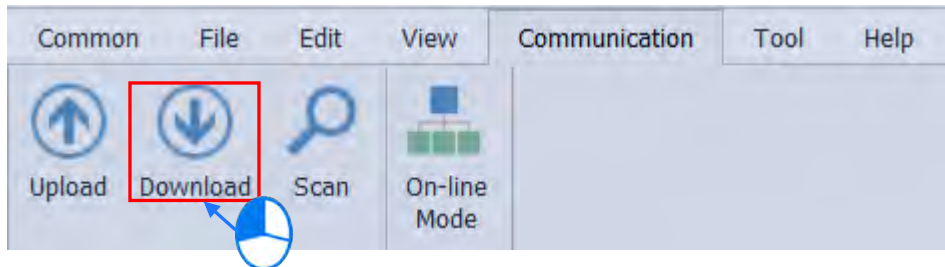 Common File Edit View Communication Tool Help
Upload Download Scan On-line
Mode